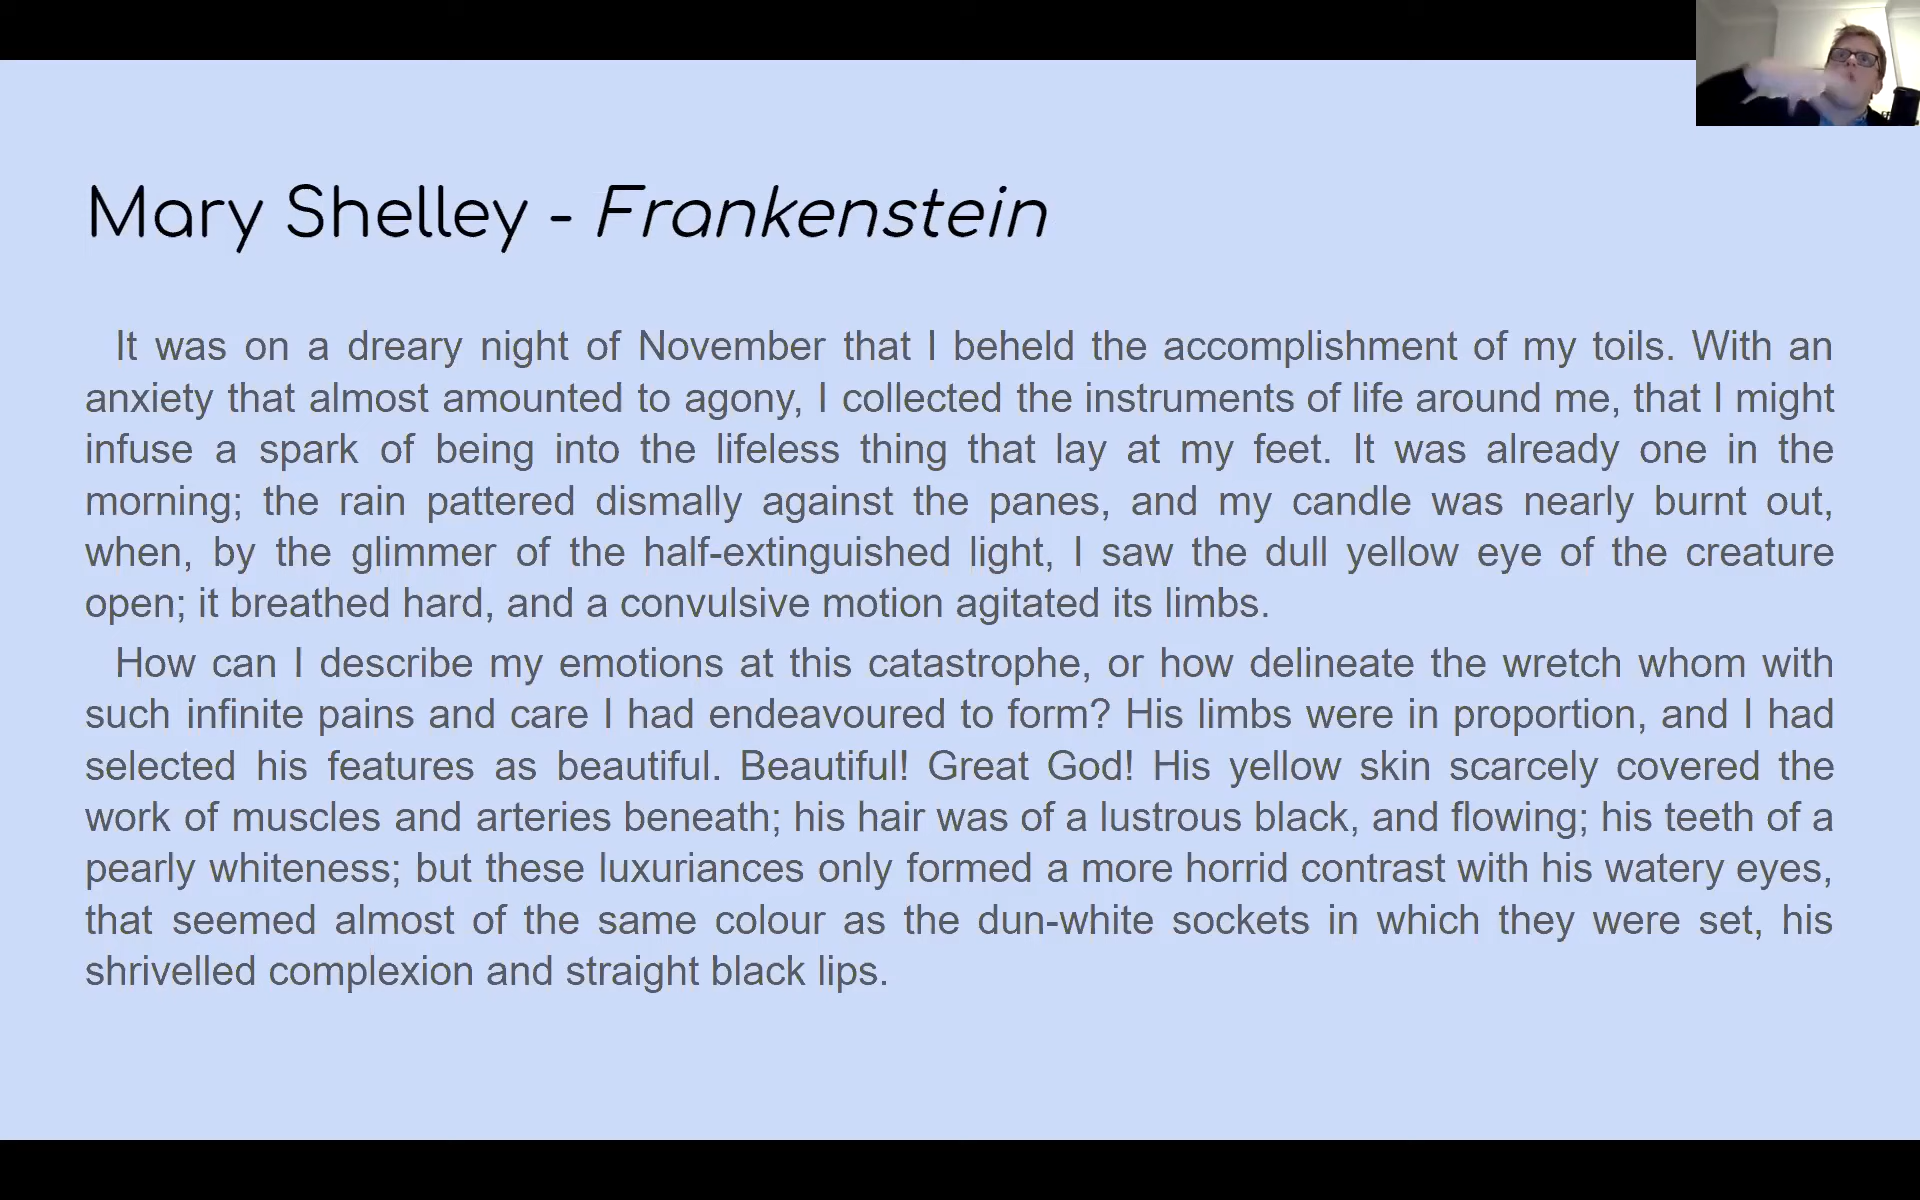 Mary Shelley - Frankenstein
It was on a dreary night of November that I beheld the accomplishment of my toils. With an
anxiety that almost amounted to agony, I collected the instruments of life around me, that I might
infuse a spark of being into the lifeless thing that lay at my feet. It was already one in the
morning; the rain pattered dismally against the panes, and my candle was nearly burnt out,
when, by the glimmer of the half-extinguished light, I saw the dull yellow eye of the creature
open; it breathed hard, and a convulsive motion agitated its limbs.
How can I describe my emotions at this catastrophe, or how delineate the wretch whom with
such infinite pains and care I had endeavoured to form? His limbs were in proportion, and I had
selected his features as beautiful. Beautiful! Great God! His yellow skin scarcely covered the
work of muscles and arteries beneath; his hair was of a lustrous black, and flowing; his teeth of a
pearly whiteness; but these luxuriances only formed a more horrid contrast with his watery eyes,
that seemed almost of the same colour as the dun-white sockets in which they were set, his
shrivelled complexion and straight black lips.